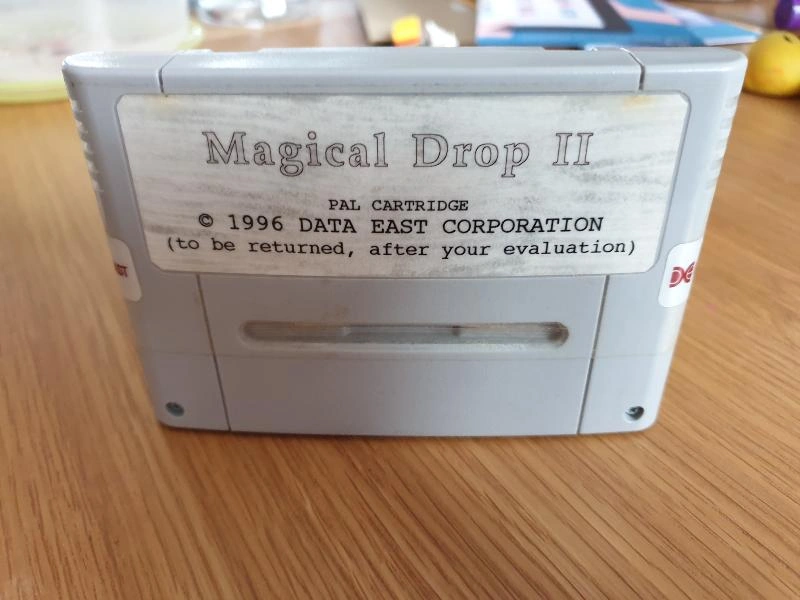 Magical Drop II
PAL CARTRIDGE
© 1996 DATA EAST CORPORATION
(to be returned, after your evaluation)